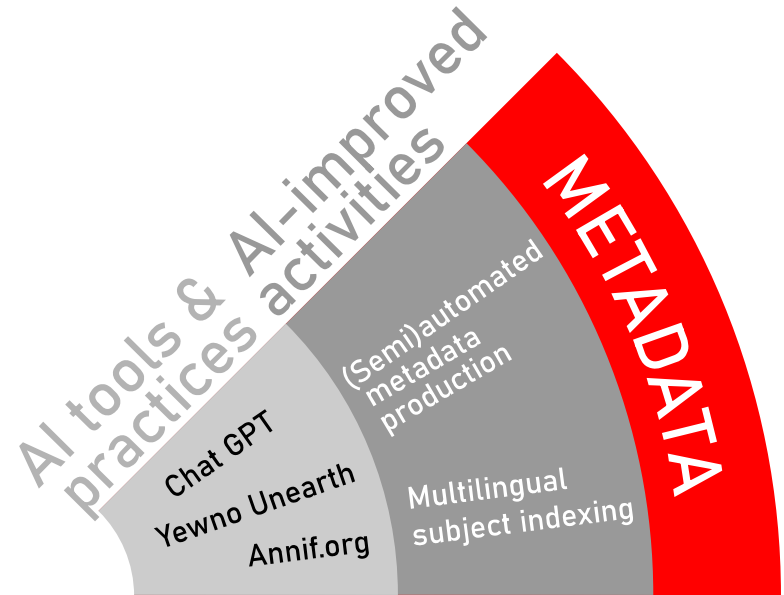 AI tools &
practices
AI-improved
activities
METADATA
(Semi)automated
metadata
production
Multilingual
subject indexing
Chat GPT
Yewno Unearth
Annif.org